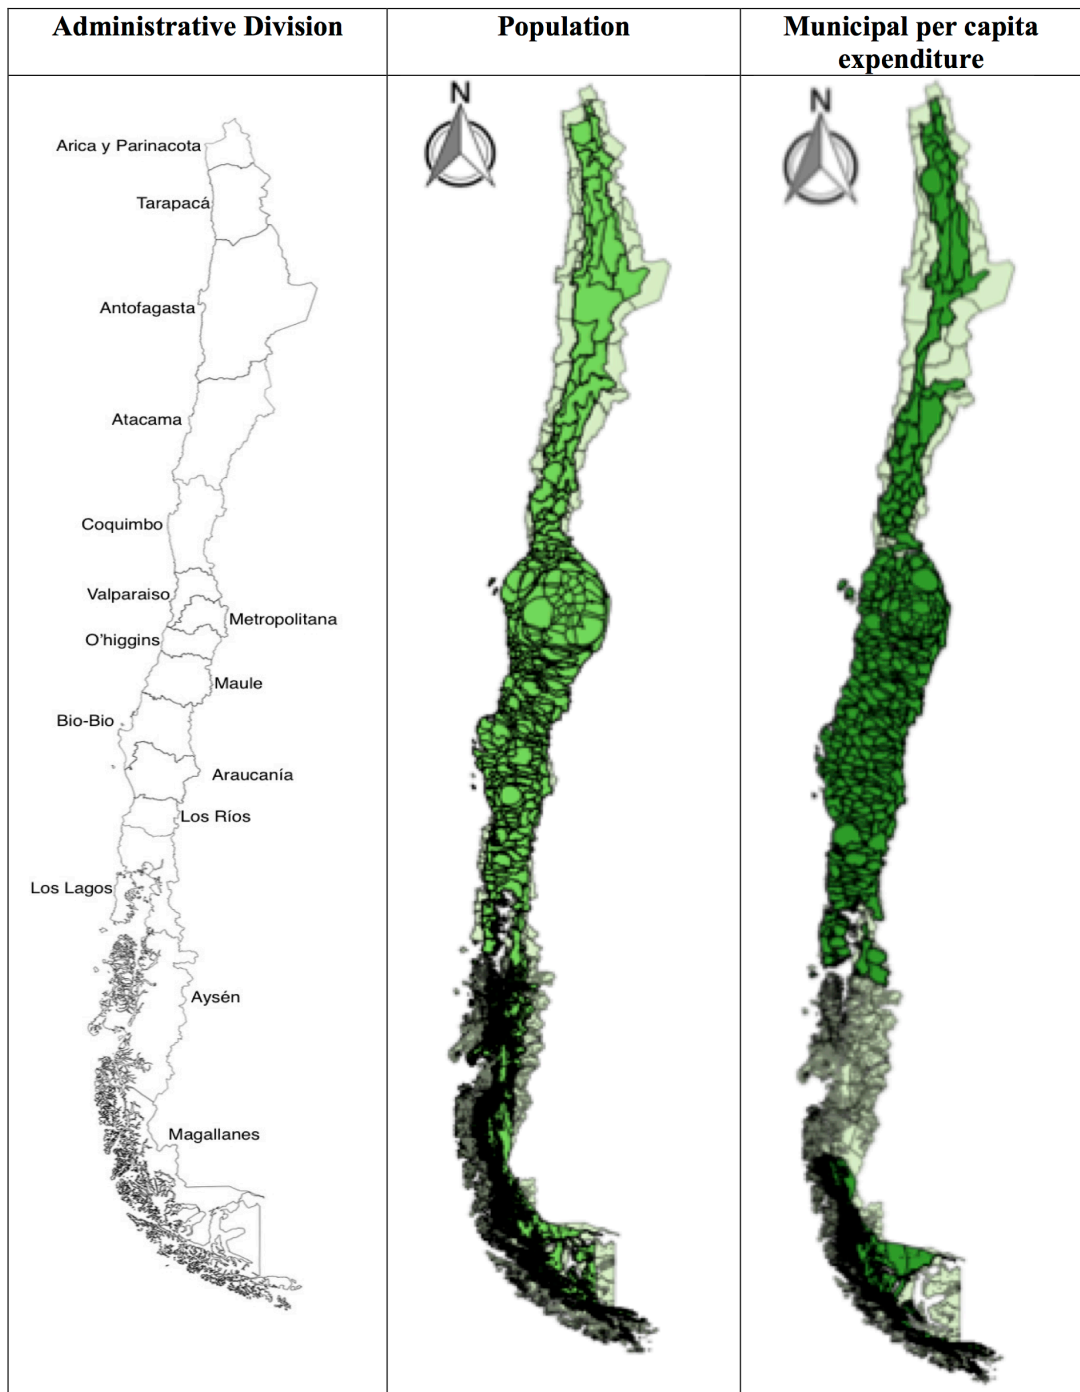 Administrative Division
Population
Municipal per capita
expenditure
N
N
Arica y Parinacota
Tarapacá
Antofagasta
Atacama
Coquimbo
Valparaiso
Metropolitana
O'higgins
Maule
Bio-Bio
Araucanía
Los Ríos
Los Lagos
Aysén
Magallanes